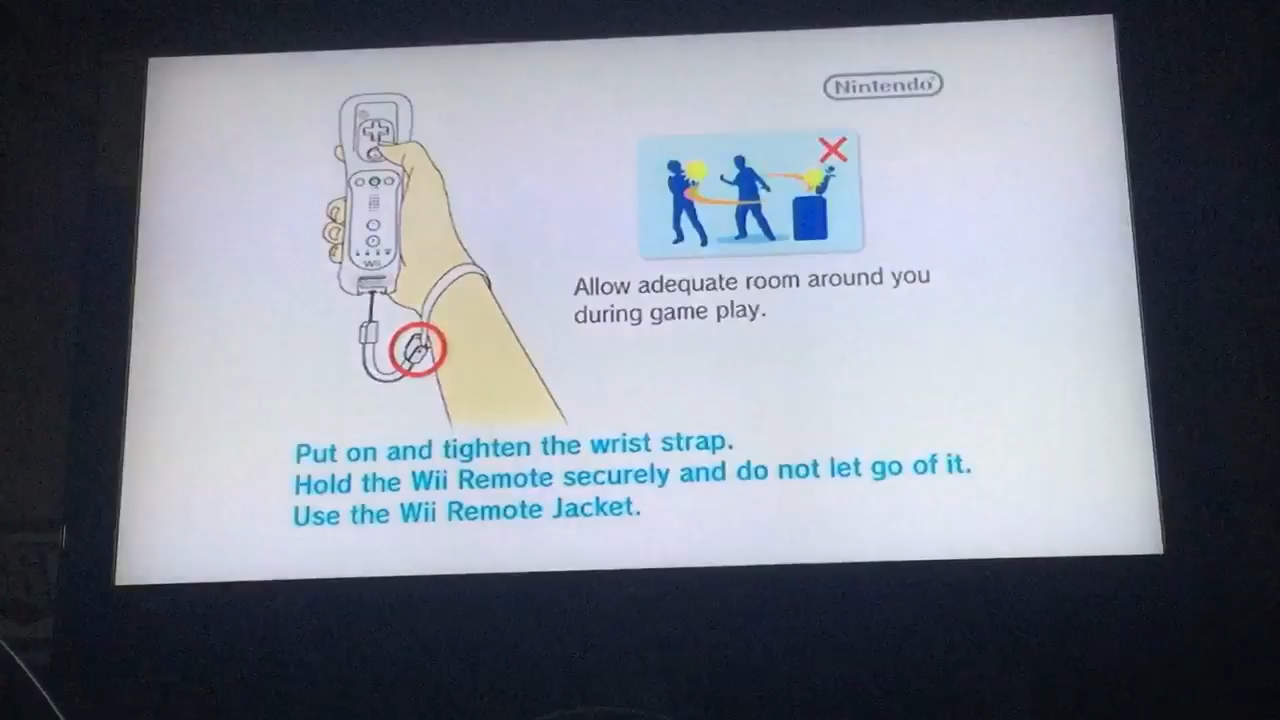 Nintendo
Wii
Allow adequate room around you
during game play.
Put on and tighten the wrist strap.
Hold the Wii Remote securely and do not let go of it.
Use the Wii Remote Jacket.